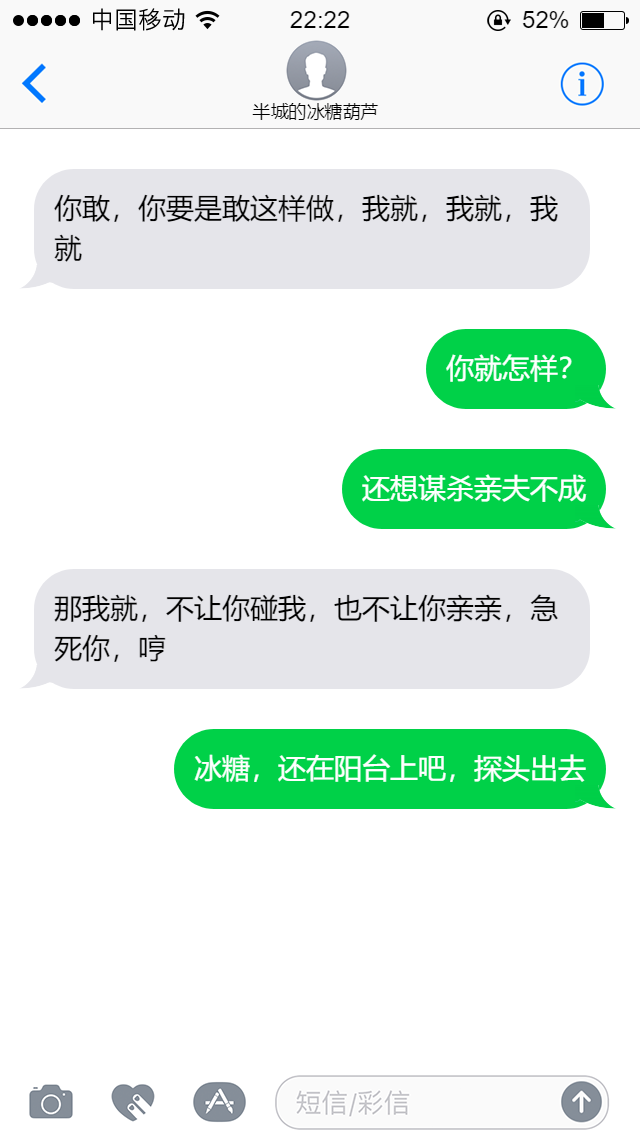 中国移动 22:22 52%
半城的冰糖葫芦
你敢，你要是敢这样做，我就，我就，我
就
你就怎样？
还想谋杀亲夫不成
那我就，不让你碰我，也不让你亲亲，急
死你，哼
冰糖，还在阳台上吧，探头出去
短信/彩信